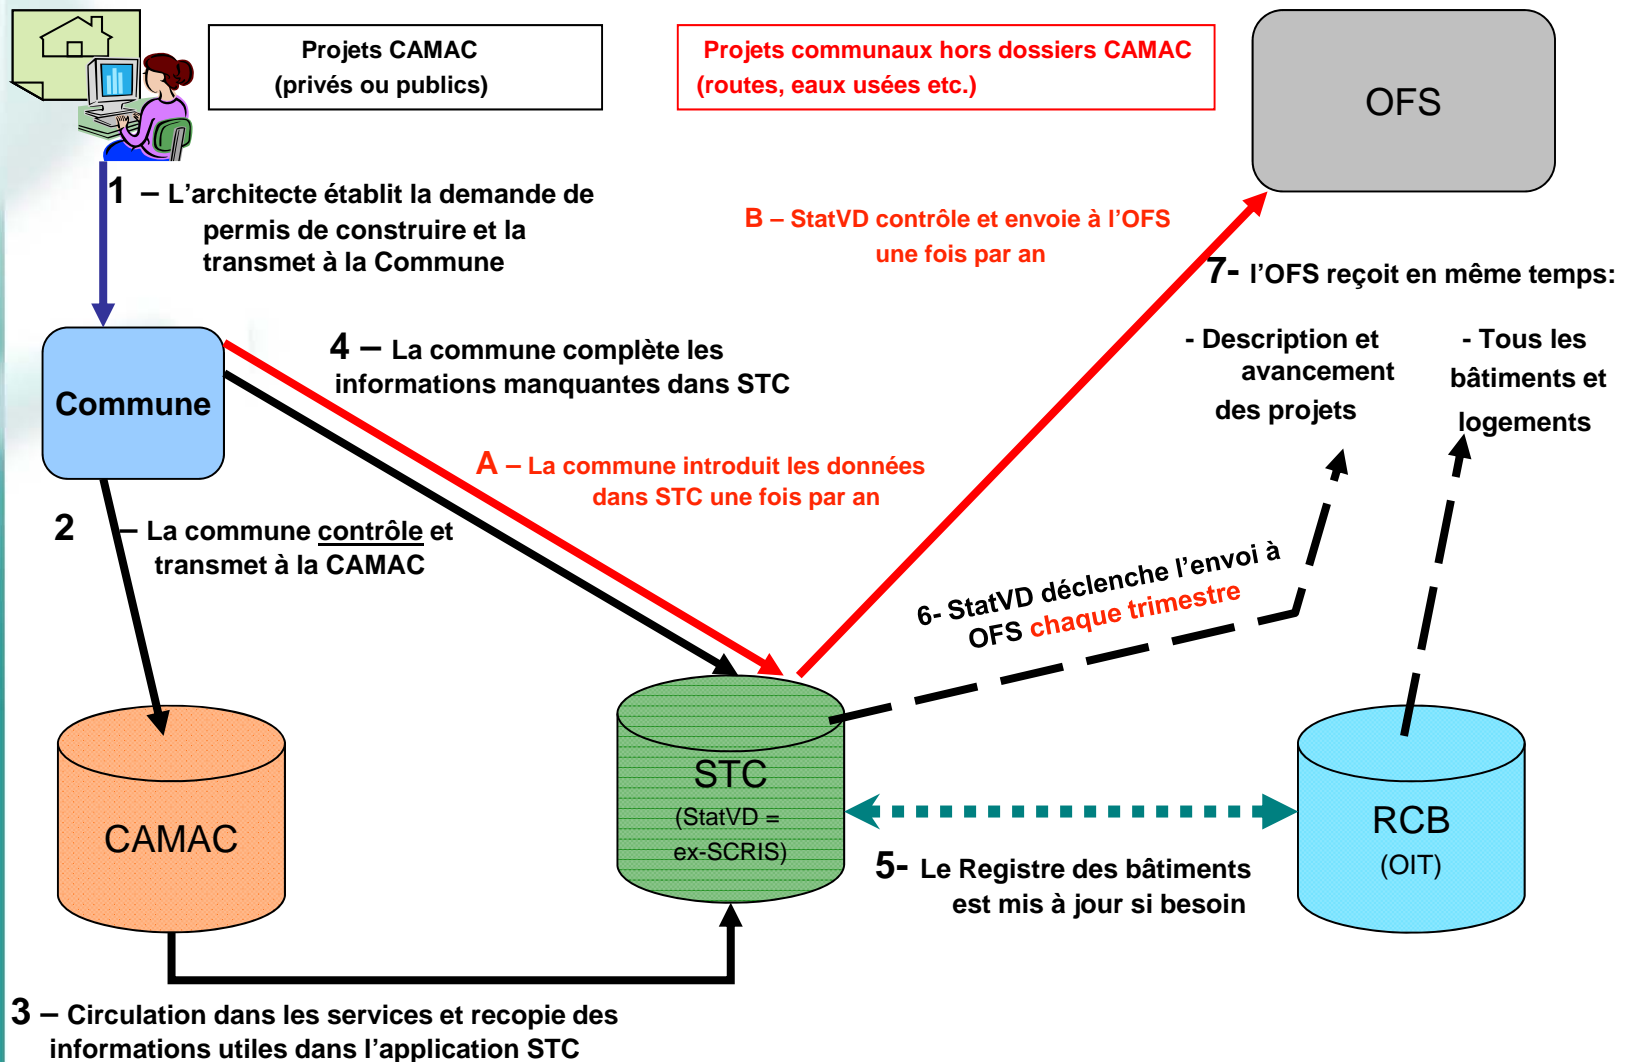 Projets CAMAC
(privés ou publics)
Projets communaux hors dossiers CAMAC
(routes, eaux usées etc.)
OFS
1 – L’architecte établit la demande de
permis de construire et la
transmet à la Commune
B – StatVD contrôle et envoie à l’OFS
une fois par an
7- l’OFS reçoit en même temps:
- Description et
avancement
des projets
- Tous les
bâtiments et
logements
Commune
4 – La commune complète les
informations manquantes dans STC
A – La commune introduit les données
dans STC une fois par an
2 – La commune contrôle et
transmet à la CAMAC
6- StatVD déclenche l’envoi à
OFS chaque trimestre
CAMAC
STC
(StatVD =
ex-SCRIS)
RCB
(OIT)
5- Le Registre des bâtiments
est mis à jour si besoin
3 – Circulation dans les services et recopie des
informations utiles dans l’application STC